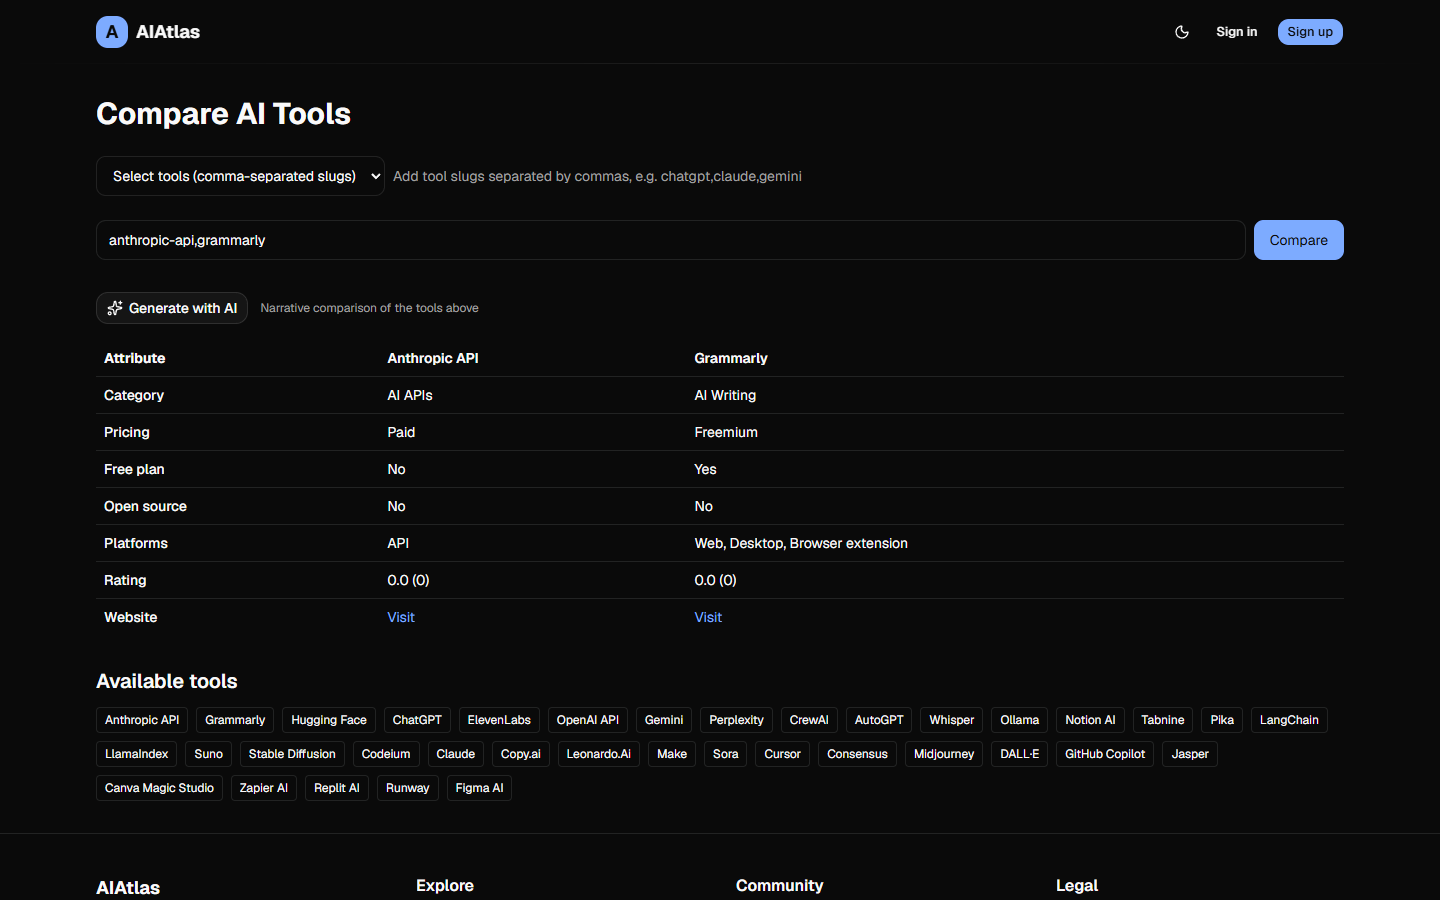 A AIAtlas Sign in Sign up
Compare AI Tools
Select tools (comma-separated slugs) Add tool slugs separated by commas, e.g. chatgpt,claude,gemini
anthropic-api,grammarly Compare
Generate with AI Narrative comparison of the tools above
Attribute Anthropic API Grammarly
Category AI APIs AI Writing
Pricing Paid Freemium
Free plan No Yes
Open source No No
Platforms API Web, Desktop, Browser extension
Rating 0.0 (0) 0.0 (0)
Website Visit Visit
Available tools
Anthropic API Grammarly Hugging Face ChatGPT ElevenLabs OpenAI API Gemini Perplexity CrewAI AutoGPT Whisper Ollama Notion AI Tabnine Pika LangChain
LlamaIndex Suno Stable Diffusion Codeium Claude Copy.ai Leonardo.Ai Make Sora Cursor Consensus Midjourney DALL·E GitHub Copilot Jasper
Canva Magic Studio Zapier AI Replit AI Runway Figma AI
AIAtlas Explore Community Legal